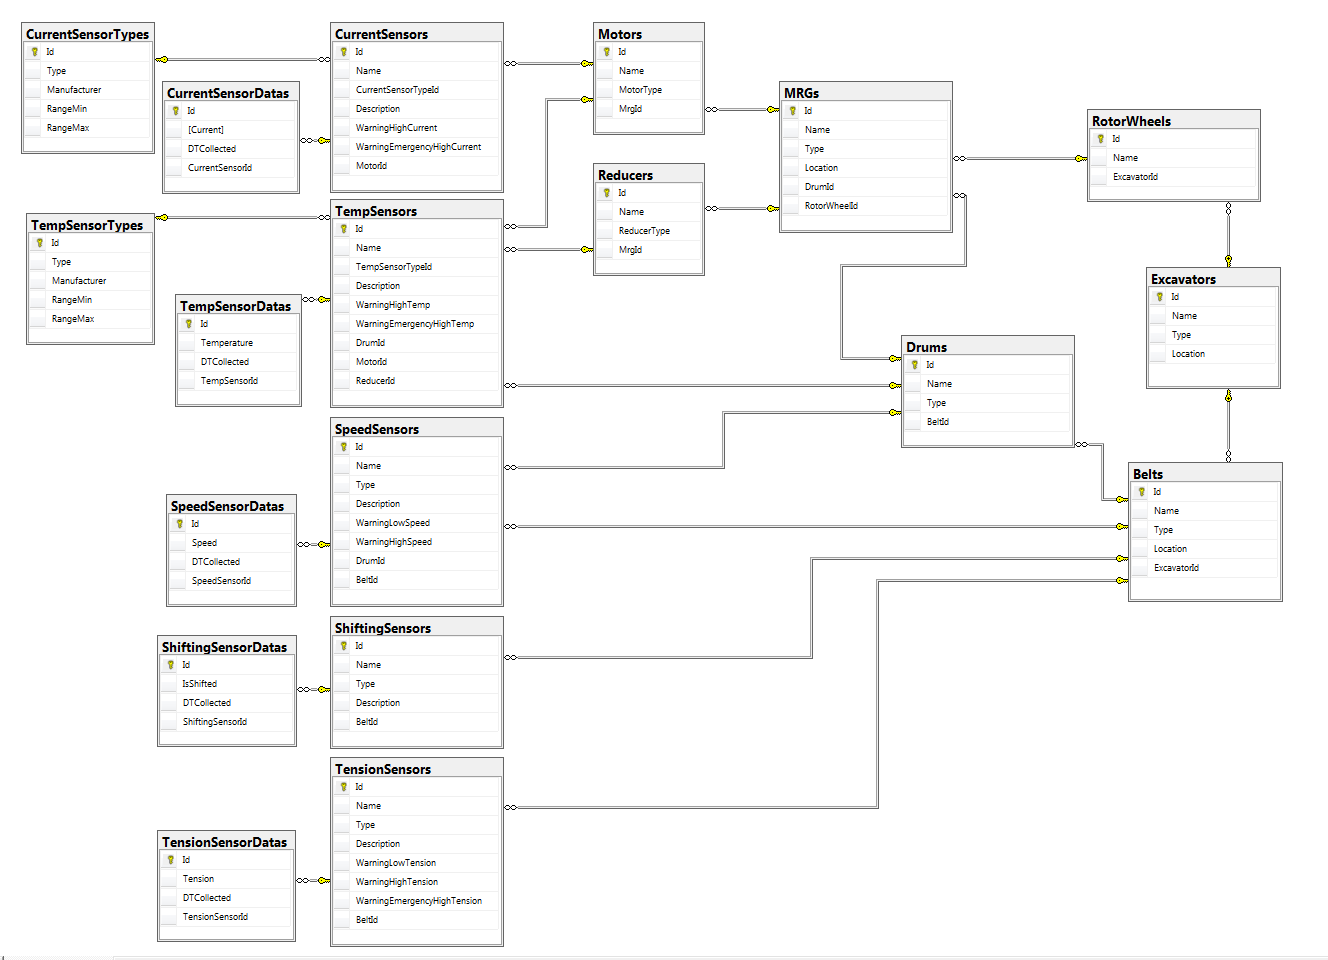 CurrentSensorTypes
Id
Type
Manufacturer
RangeMin
RangeMax
CurrentSensorDatas
Id
[Current]
DTCollected
CurrentSensorId
CurrentSensors
Id
Name
CurrentSensorTypeId
Description
WarningHighCurrent
WarningEmergencyHighCurrent
MotorId
Motors
Id
Name
MotorType
MrgId
MRGs
Id
Name
Type
Location
DrumId
RotorWheelId
RotorWheels
Id
Name
ExcavatorId
Reducers
Id
Name
ReducerType
MrgId
TempSensorTypes
Id
Type
Manufacturer
RangeMin
RangeMax
TempSensors
Id
Name
TempSensorTypeId
Description
WarningHighTemp
WarningEmergencyHighTemp
DrumId
MotorId
ReducerId
TempSensorDatas
Id
Temperature
DTCollected
TempSensorId
Excavators
Id
Name
Type
Location
Drums
Id
Name
Type
BeltId
SpeedSensors
Id
Name
Type
Description
WarningLowSpeed
WarningHighSpeed
DrumId
BeltId
SpeedSensorDatas
Id
Speed
DTCollected
SpeedSensorId
Belts
Id
Name
Type
Location
ExcavatorId
ShiftingSensors
Id
Name
Type
Description
BeltId
ShiftingSensorDatas
Id
IsShifted
DTCollected
ShiftingSensorId
TensionSensors
Id
Name
Type
Description
WarningLowTension
WarningHighTension
WarningEmergencyHighTension
BeltId
TensionSensorDatas
Id
Tension
DTCollected
TensionSensorId